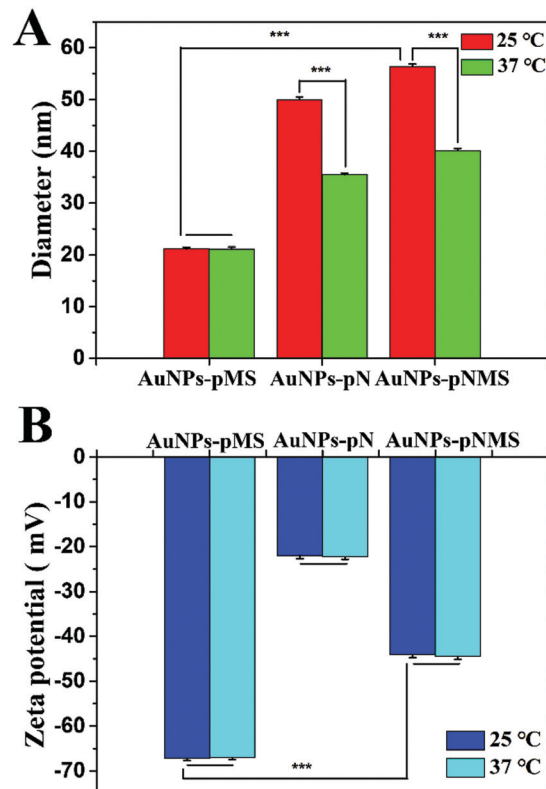 A
***
***
***
25 °C
37 °C
Diameter (nm)
60
50
40
30
20
10
0
AuNPs-pMS AuNPs-pN AuNPs-pNMS
B
AuNPs-pMS AuNPs-pN AuNPs-pNMS
Zeta potential ( mV)
0
-10
-20
-30
-40
-50
-60
-70
***
25 °C
37 °C